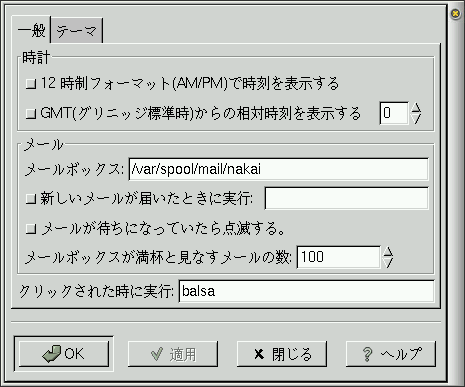 一般 テーマ
時計
12 時制フォーマット(AM/PM)で時刻を表示する
GMT(グリニッジ標準時)からの相対時刻を表示する 0
メール
メールボックス: /var/spool/mail/nakai
新しいメールが届いたときに実行:
メールが待ちになっていたら点滅する。
メールボックスが満杯と見なすメールの数: 100
クリックされた時に実行: balsa
OK 適用 閉じる ヘルプ